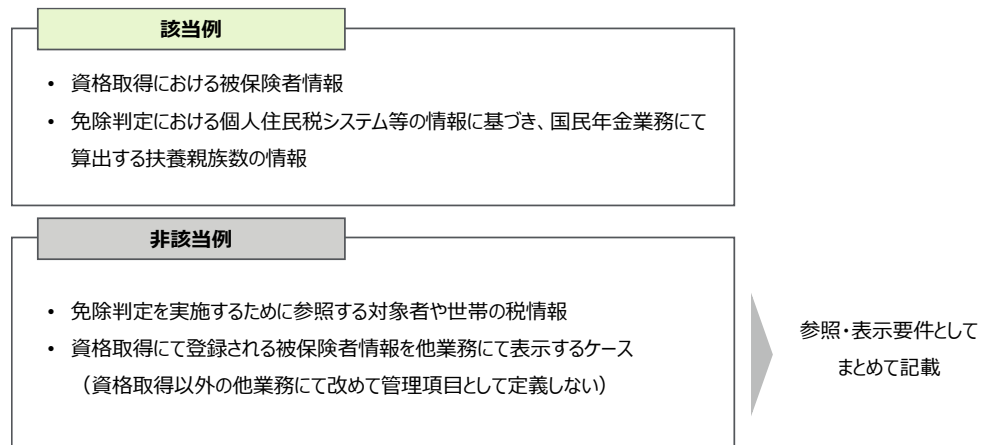 該当例
• 資格取得における被保険者情報
• 免除判定における個人住民税システム等の情報に基づき、国民年金業務にて
算出する扶養親族数の情報
非該当例
• 免除判定を実施するために参照する対象者や世帯の税情報
• 資格取得にて登録される被保険者情報を他業務にて表示するケース
（資格取得以外の他業務にて改めて管理項目として定義しない）
参照・表示要件として
まとめて記載